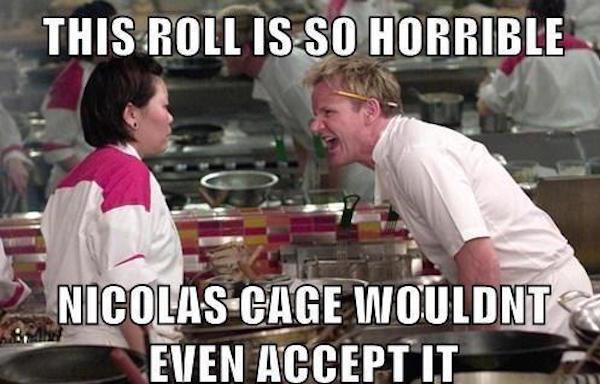 THIS ROLL IS SO HORRIBLE
NICOLAS CAGE WOULDNT
EVEN ACCEPT IT